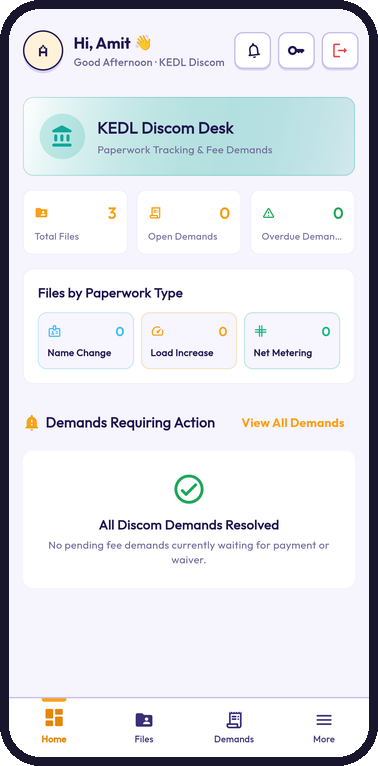 A
Hi, Amit 👋
Good Afternoon · KEDL Discom
KEDL Discom Desk
Paperwork Tracking & Fee Demands
3
Total Files
0
Open Demands
0
Overdue Deman...
Files by Paperwork Type
0
Name Change
0
Load Increase
0
Net Metering
Demands Requiring Action
View All Demands
All Discom Demands Resolved
No pending fee demands currently waiting for payment or
waiver.
Home
Files
Demands
More